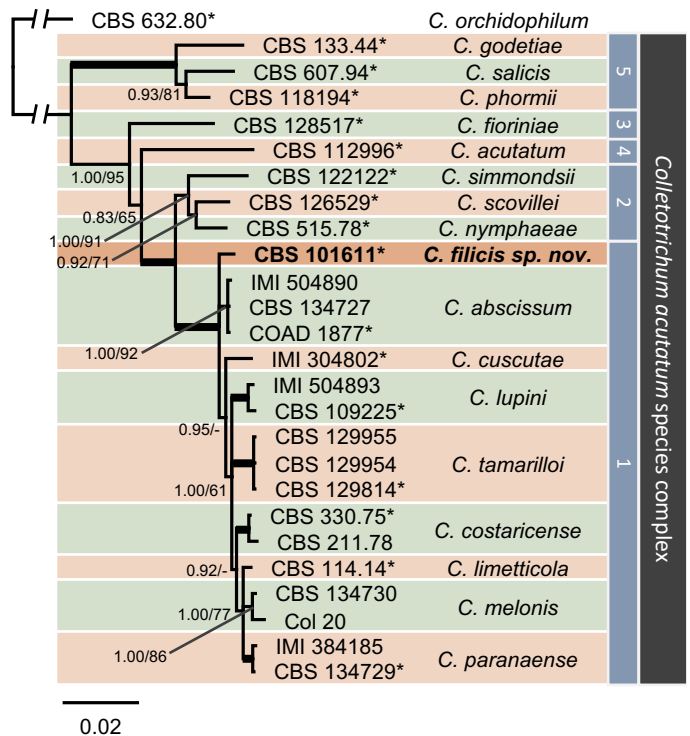 CBS 632.80* C. orchidophilum
CBS 133.44* C. godetiae
CBS 607.94* C. salicis
0.93/81
CBS 118194* C. phormii
5
CBS 128517* C. fioriniae
3
CBS 112996* C. acutatum
4
1.00/95
CBS 122122* C. simmondsii
CBS 126529* C. scovillei
2
0.83/65
CBS 515.78* C. nymphaeae
1.00/91
CBS 101611* C. filicis sp. nov.
0.92/71
IMI 504890
CBS 134727 C. abscissum
COAD 1877*
1.00/92
IMI 304802* C. cuscutae
IMI 504893
C. lupini
CBS 109225*
0.95/-
CBS 129955
CBS 129954 C. tamarilloi
1
CBS 129814*
1.00/61
CBS 330.75*
C. costaricense
CBS 211.78
CBS 114.14* C. limetticola
0.92/-
CBS 134730
C. melonis
1.00/77
Col 20
IMI 384185
1.00/86
C. paranaense
CBS 134729*
Colletotrichum acutatum species complex
0.02